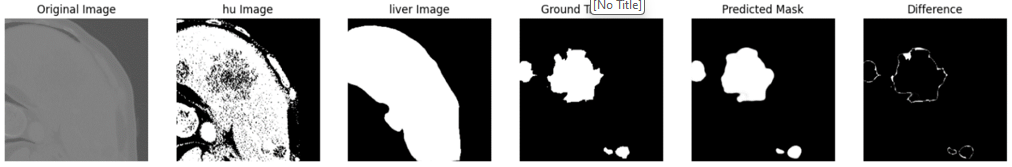 Original Image
hu Image
liver Image
Ground T
[No Title]
Predicted Mask
Difference